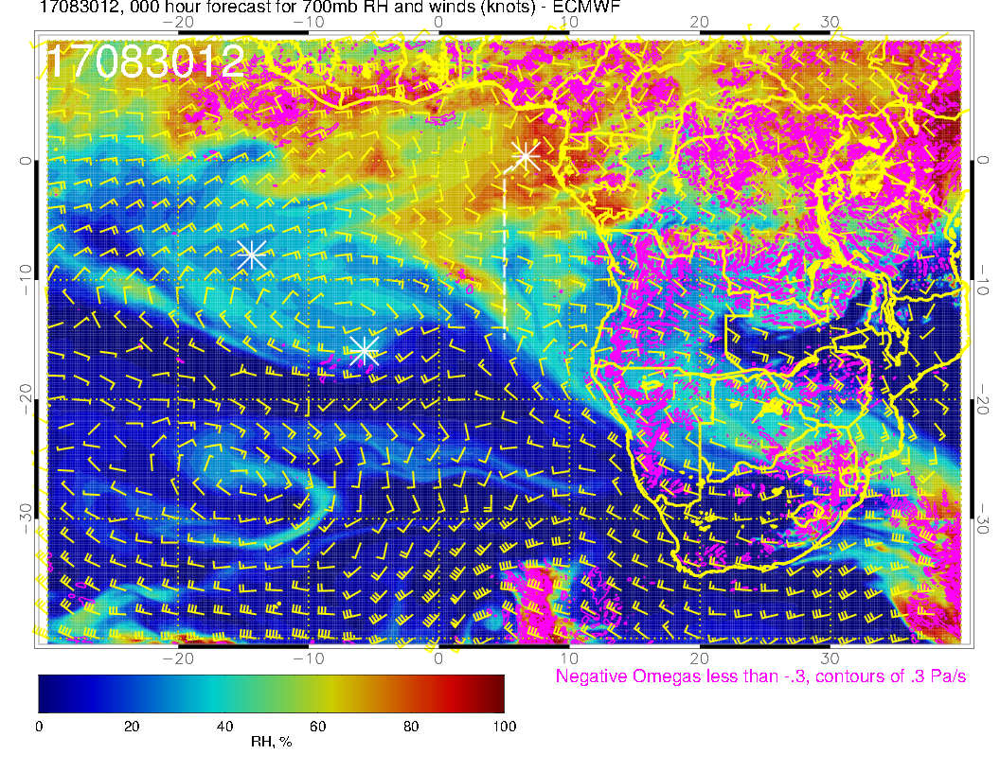 17083012, 000 hour forecast for 700mb RH and winds (knots) - ECMWF
−20 −10 0 10 20 30
17083012
0 0
−10 −10
−20 −20
−30 −30
−20 −10 0 10 20 30
Negative Omegas less than -.3, contours of .3 Pa/s
0 20 40 60 80 100
RH, %